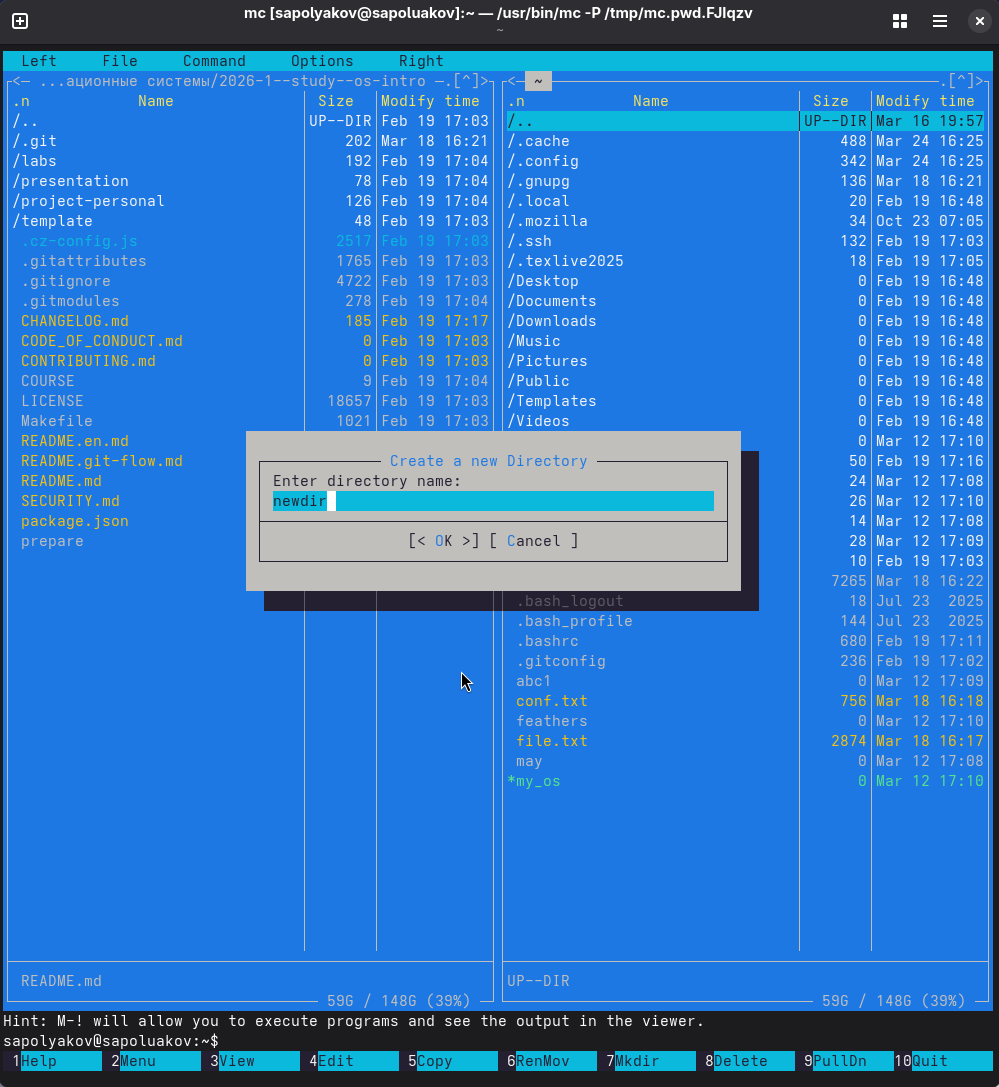 mc [sapolyakov@sapoluakov]:~ — /usr/bin/mc -P /tmp/mc.pwd.FJIqzv
~
Left File Command Options Right
<─ ...ационные системы/2026-1--study--os-intro ─.[^]>
.n Name Size Modify time
/.. UP--DIR Feb 19 17:03
/.git 202 Mar 18 16:21
/labs 192 Feb 19 17:04
/presentation 78 Feb 19 17:04
/project-personal 126 Feb 19 17:04
/template 48 Feb 19 17:03
.cz-config.js 2517 Feb 19 17:03
.gitattributes 1765 Feb 19 17:03
.gitignore 4722 Feb 19 17:03
.gitmodules 278 Feb 19 17:04
CHANGELOG.md 185 Feb 19 17:17
CODE_OF_CONDUCT.md 0 Feb 19 17:03
CONTRIBUTING.md 0 Feb 19 17:03
COURSE 9 Feb 19 17:04
LICENSE 18657 Feb 19 17:03
Makefile 1021 Feb 19 17:03
README.en.md
README.git-flow.md
README.md
SECURITY.md
package.json
prepare
README.md
59G / 148G (39%)
<─ ~ .[^]>
.n Name Size Modify time
/.. UP--DIR Mar 16 19:57
/.cache 488 Mar 24 16:25
/.config 342 Mar 24 16:25
/.gnupg 136 Mar 18 16:21
/.local 20 Feb 19 16:48
/.mozilla 34 Oct 23 07:05
/.ssh 132 Feb 19 17:03
/.texlive2025 18 Feb 19 17:05
/Desktop 0 Feb 19 16:48
/Documents 0 Feb 19 16:48
/Downloads 0 Feb 19 16:48
/Music 0 Feb 19 16:48
/Pictures 0 Feb 19 16:48
/Public 0 Feb 19 16:48
/Templates 0 Feb 19 16:48
/Videos 0 Feb 19 16:48
0 Mar 12 17:10
50 Feb 19 17:16
24 Mar 12 17:08
26 Mar 12 17:10
14 Mar 12 17:08
28 Mar 12 17:09
10 Feb 19 17:03
7265 Mar 18 16:22
.bash_logout 18 Jul 23 2025
.bash_profile 144 Jul 23 2025
.bashrc 680 Feb 19 17:11
.gitconfig 236 Feb 19 17:02
abc1 0 Mar 12 17:09
conf.txt 756 Mar 18 16:18
feathers 0 Mar 12 17:10
file.txt 2874 Mar 18 16:17
may 0 Mar 12 17:08
*my_os 0 Mar 12 17:10
UP--DIR
59G / 148G (39%)
Create a new Directory
Enter directory name:
newdir
[< OK >] [ Cancel ]
Hint: M-! will allow you to execute programs and see the output in the viewer.
sapolyakov@sapoluakov:~$
1Help 2Menu 3View 4Edit 5Copy 6RenMov 7Mkdir 8Delete 9PullDn 10Quit